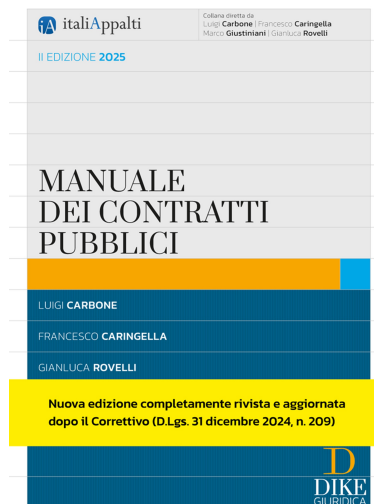 iA italiAppalti
Collana diretta da
Luigi Carbone | Francesco Caringella
Marco Giustiniani | Gianluca Rovelli
II EDIZIONE 2025
MANUALE
DEI CONTRATTI
PUBBLICI
LUIGI CARBONE
FRANCESCO CARINGELLA
GIANLUCA ROVELLI
Nuova edizione completamente rivista e aggiornata
dopo il Correttivo (D.Lgs. 31 dicembre 2024, n. 209)
D
DIKE
GIURIDICA